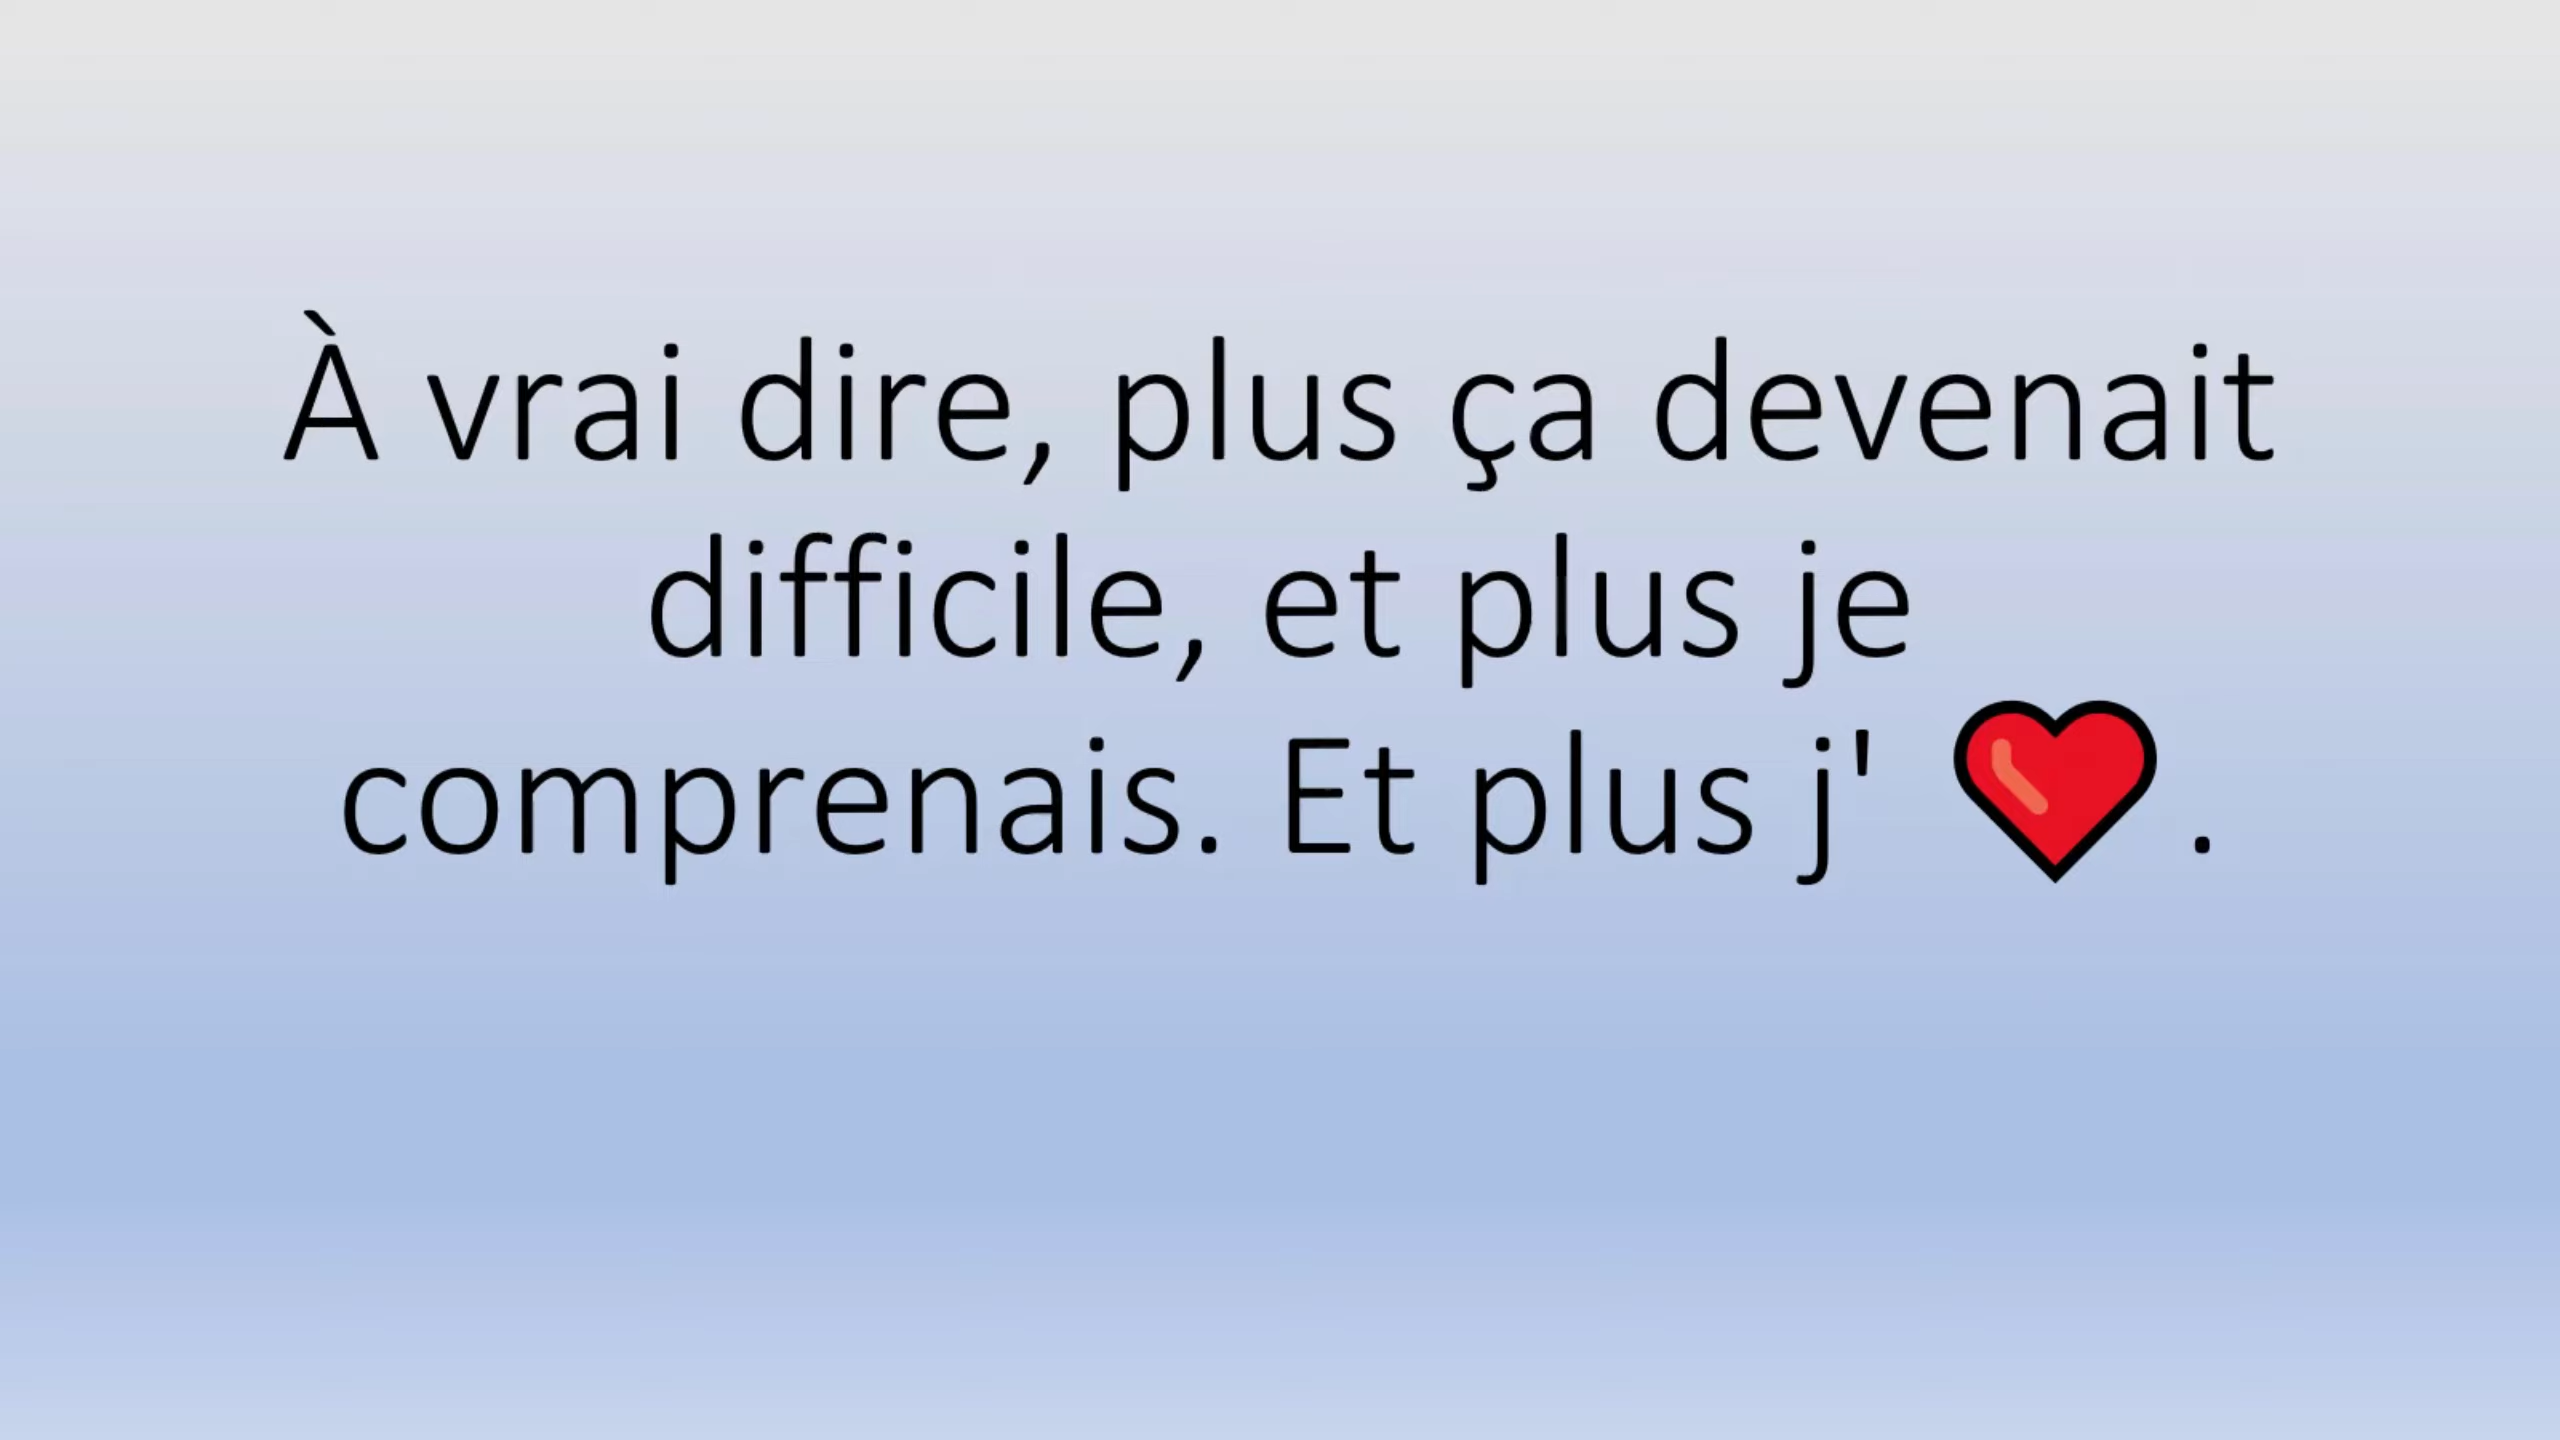 À vrai dire, plus ça devenait
difficile, et plus je
comprenais. Et plus j' ❤ .